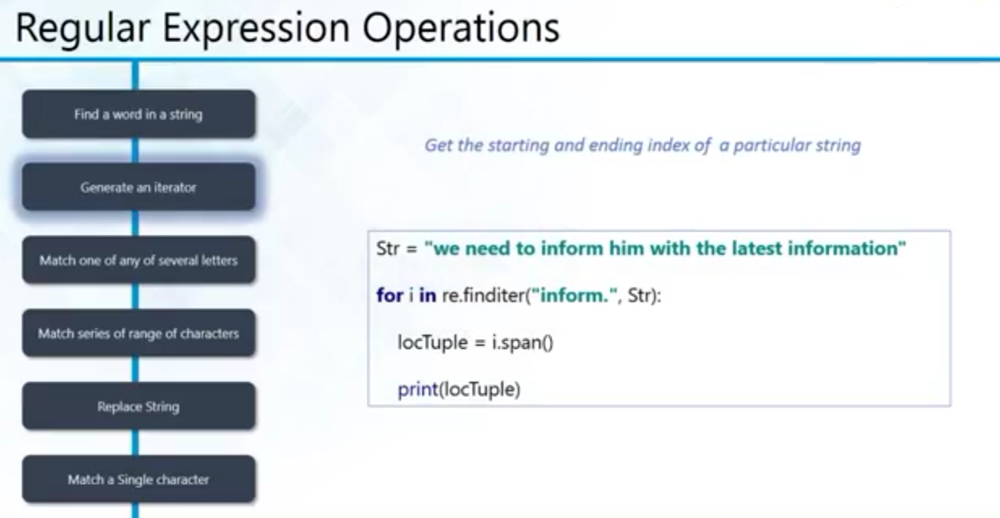 Regular Expression Operations
Find a word in a string
Generate an iterator
Match one of any of several letters
Match series of range of characters
Replace String
Match a Single character
Get the starting and ending index of a particular string
Str = "we need to inform him with the latest information"
for i in re.finditer("inform.", Str):
locTuple = i.span()
print(locTuple)